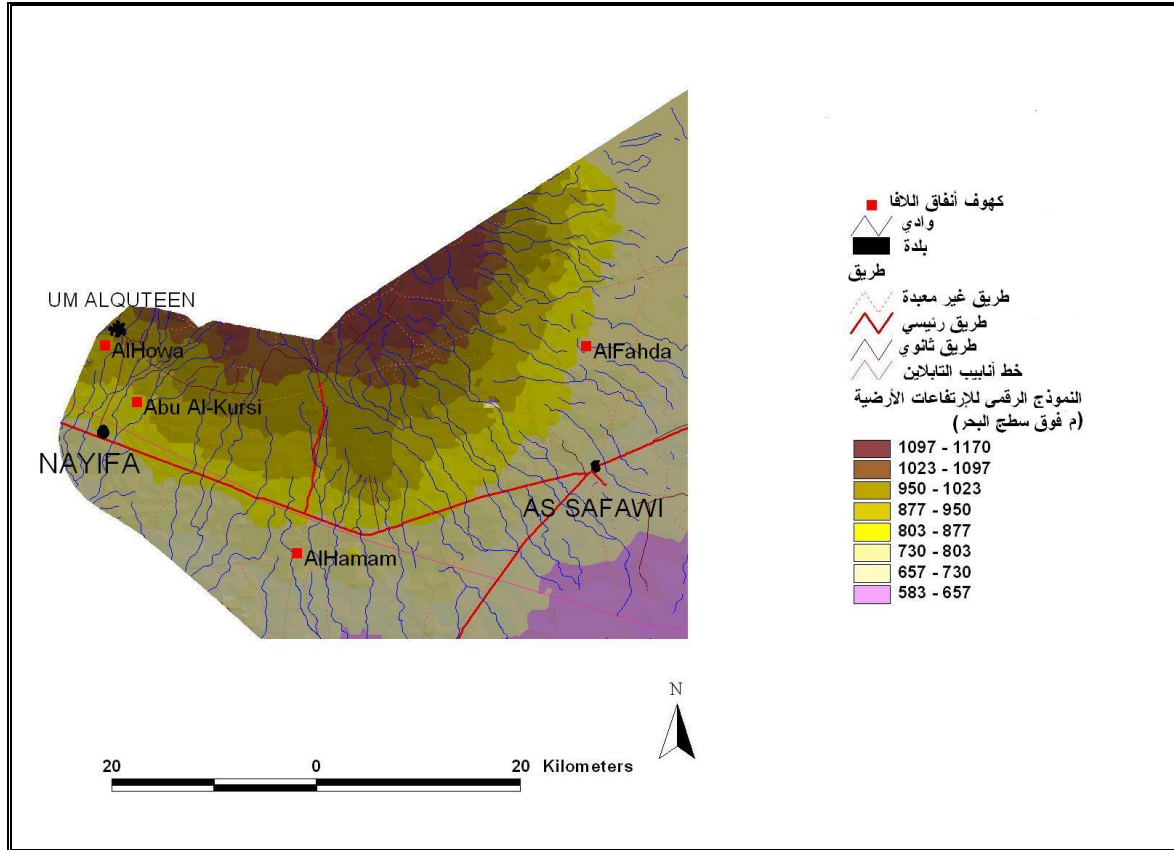 UM ALQUTEEN
AlHowa
AlFahda
Abu Al-Kursi
NAYIFA
AS SAFAWI
AlHamam
كهوف أنفاق اللافا
وادي
بلدة
طريق
طريق غير معبدة
طريق رئيسي
طريق ثانوي
خط أنابيب التابلاين
النموذج الرقمي للإرتفاعات الأرضية
(م فوق سطح البحر)
1097 - 1170
1023 - 1097
950 - 1023
877 - 950
803 - 877
730 - 803
657 - 730
583 - 657
N
20 0 20 Kilometers